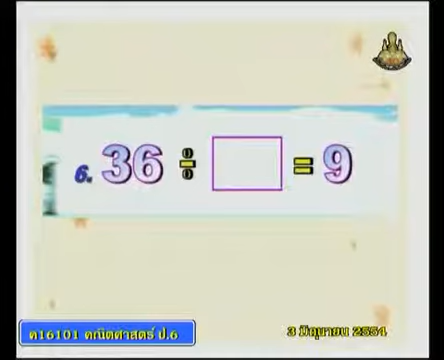 6. 36 ÷ □ = 9
ค16101 คณิตศาสตร์ ป.6
3 มิถุนายน 2554